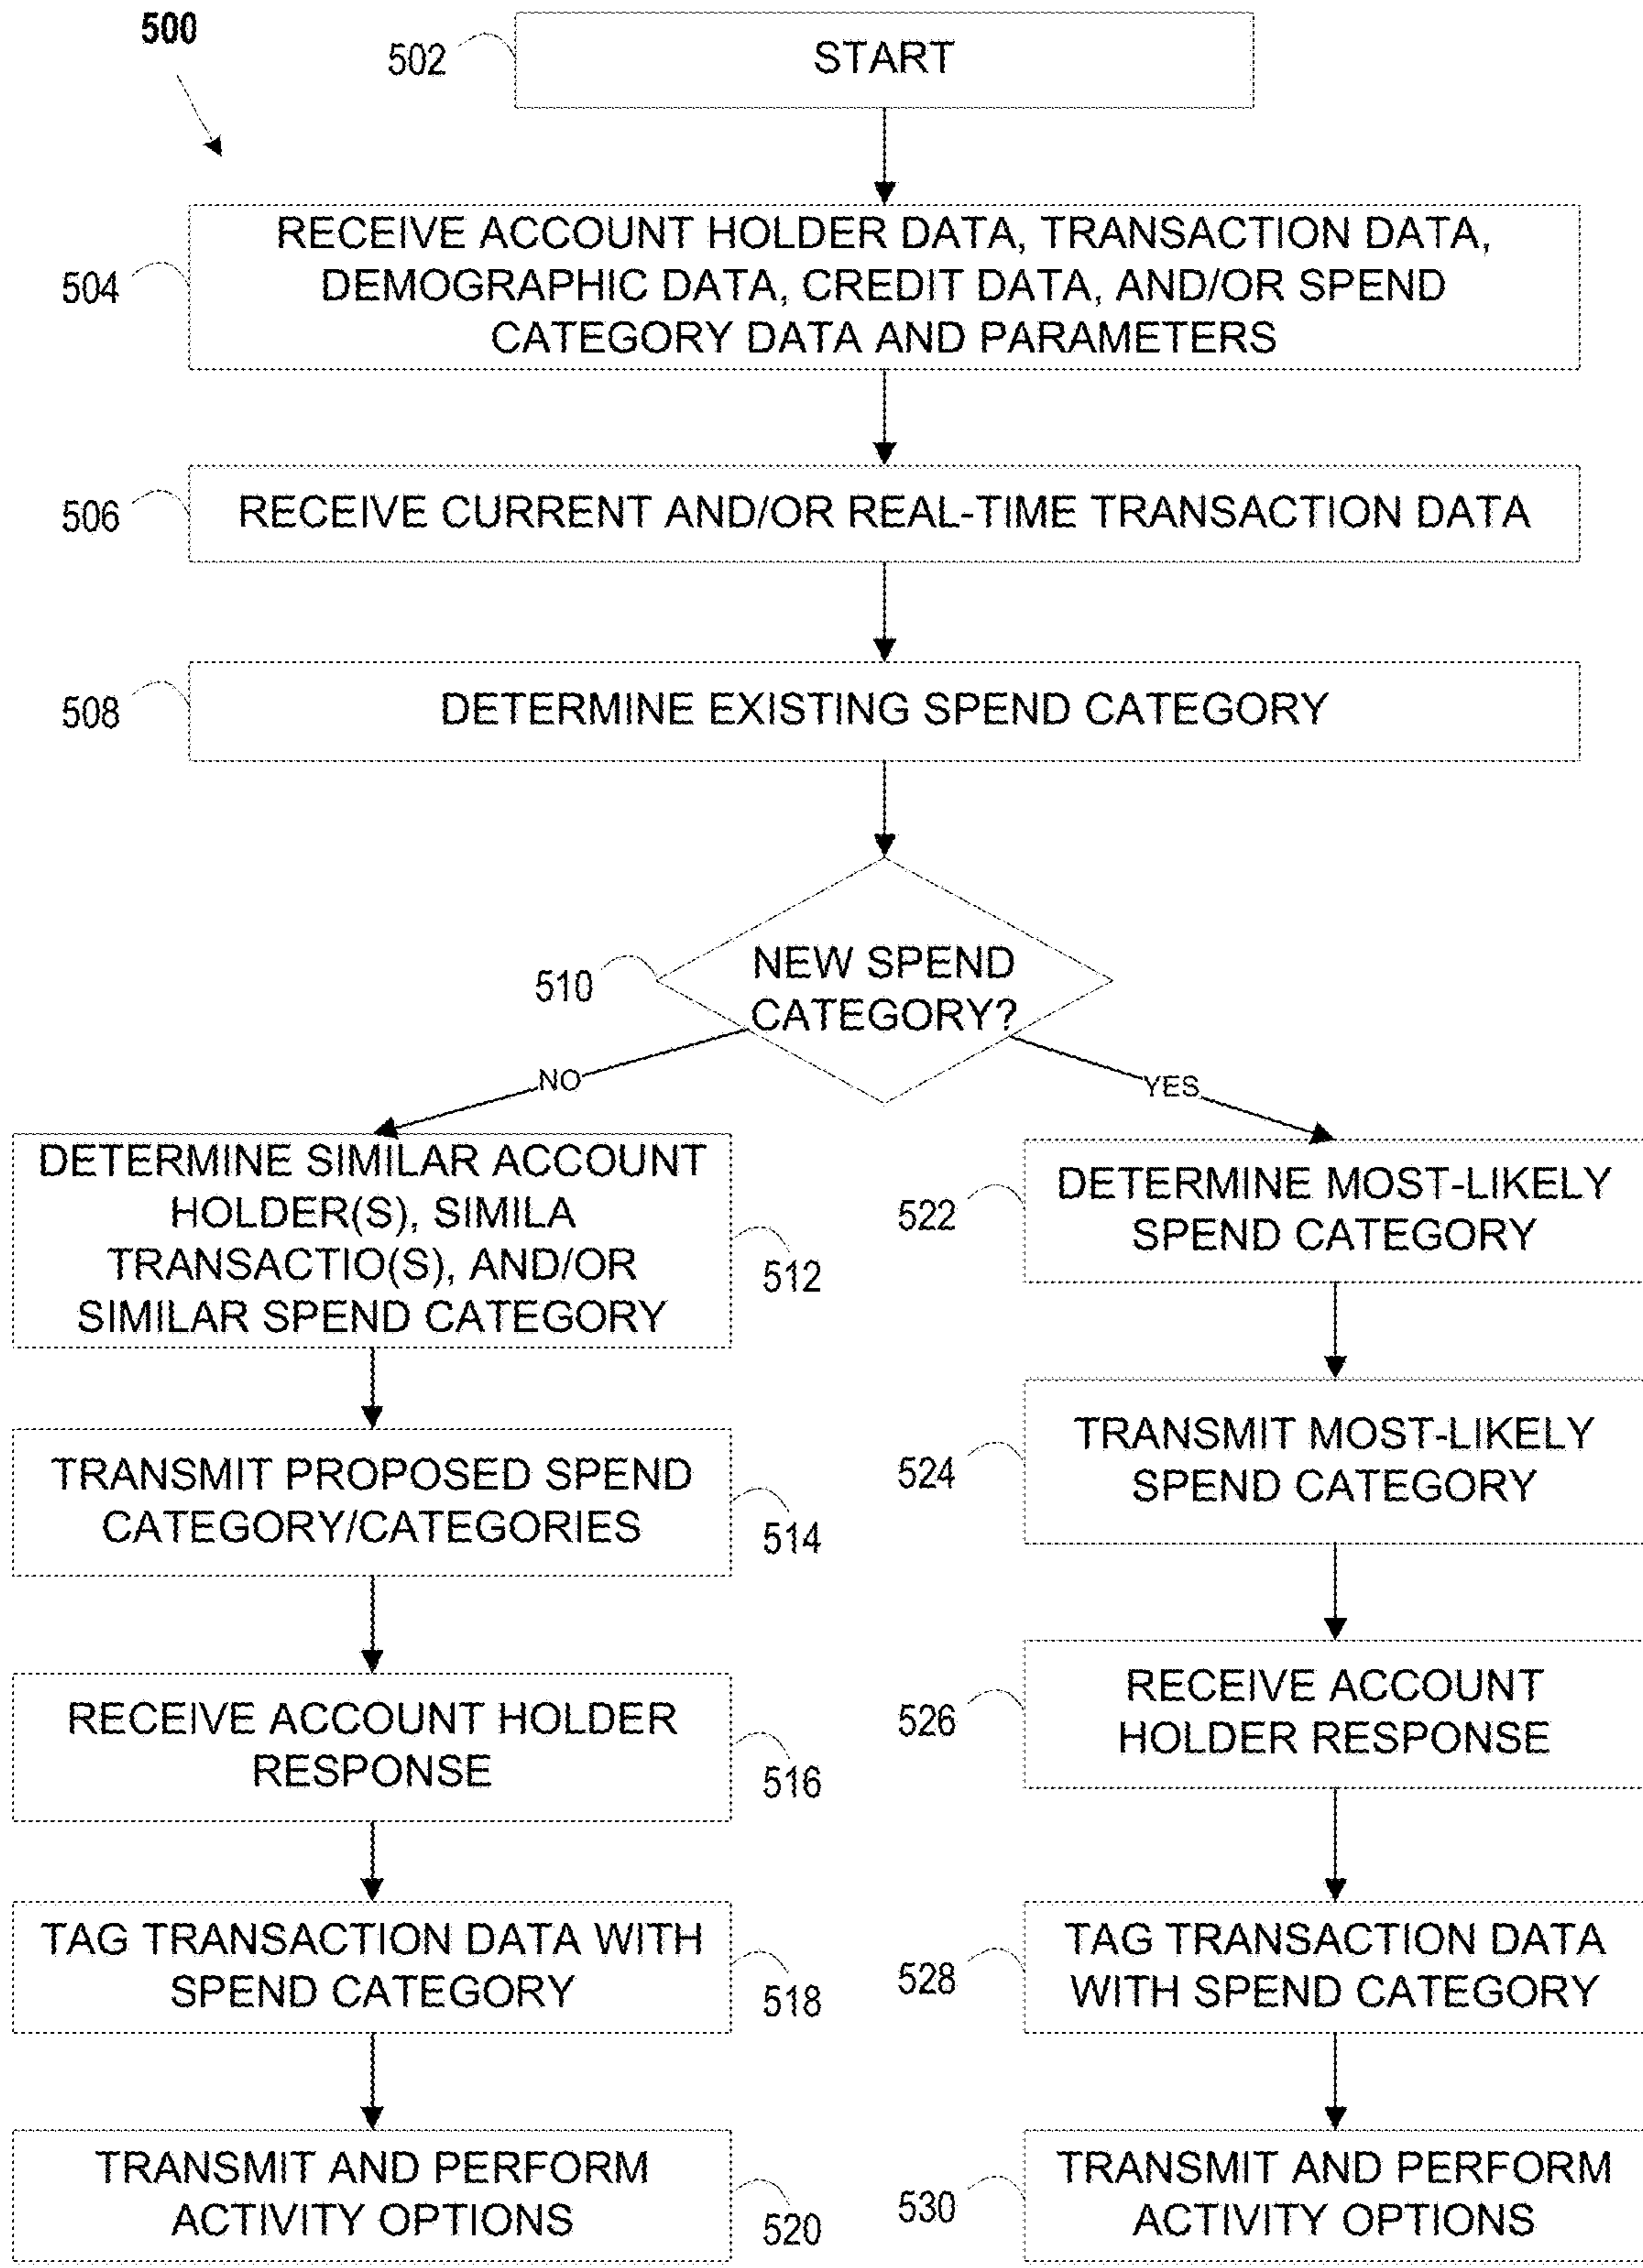 500
502
START
504
RECEIVE ACCOUNT HOLDER DATA, TRANSACTION DATA,
DEMOGRAPHIC DATA, CREDIT DATA, AND/OR SPEND
CATEGORY DATA AND PARAMETERS
506
RECEIVE CURRENT AND/OR REAL-TIME TRANSACTION DATA
508
DETERMINE EXISTING SPEND CATEGORY
510
NEW SPEND
CATEGORY?
NO
YES
DETERMINE SIMILAR ACCOUNT
HOLDER(S), SIMILA
TRANSACTIO(S), AND/OR
SIMILAR SPEND CATEGORY
512
TRANSMIT PROPOSED SPEND
CATEGORY/CATEGORIES
514
RECEIVE ACCOUNT HOLDER
RESPONSE
516
TAG TRANSACTION DATA WITH
SPEND CATEGORY
518
TRANSMIT AND PERFORM
ACTIVITY OPTIONS
520
522
DETERMINE MOST-LIKELY
SPEND CATEGORY
524
TRANSMIT MOST-LIKELY
SPEND CATEGORY
526
RECEIVE ACCOUNT
HOLDER RESPONSE
528
TAG TRANSACTION DATA
WITH SPEND CATEGORY
530
TRANSMIT AND PERFORM
ACTIVITY OPTIONS